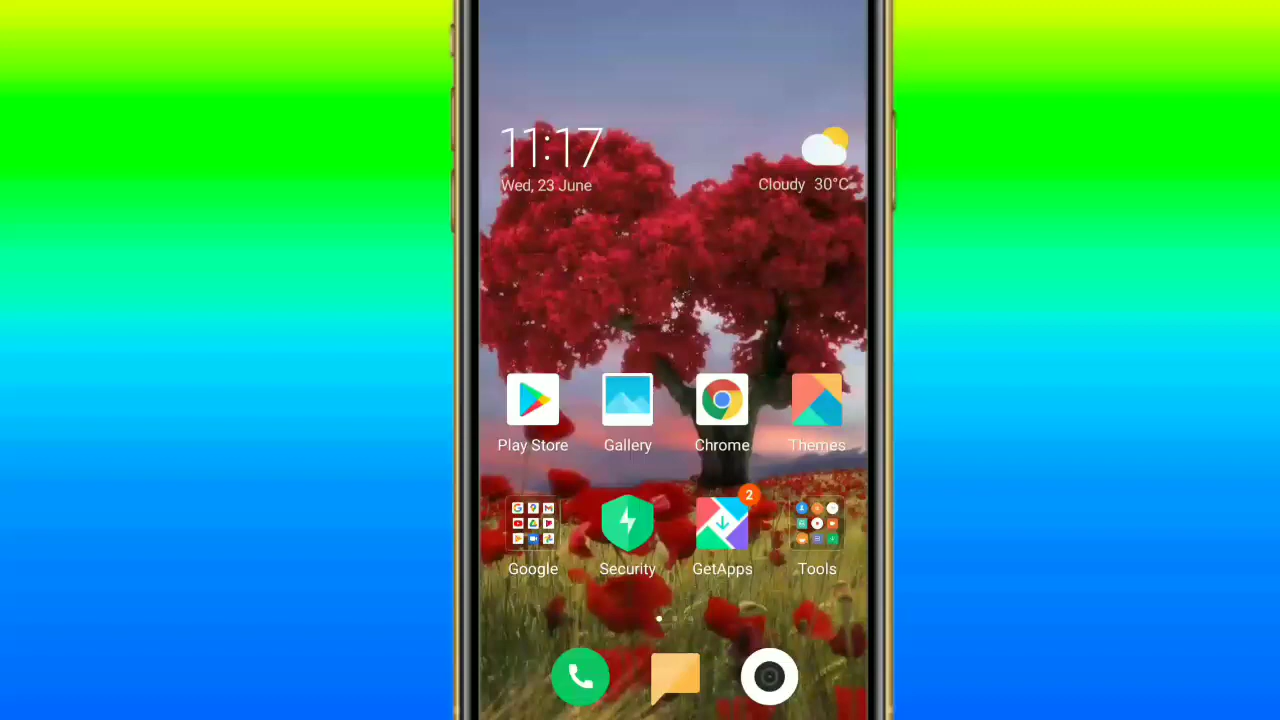 11:17
Wed, 23 June
Cloudy 30°C
Play Store
Gallery
Chrome
Themes
2
Google
Security
GetApps
Tools